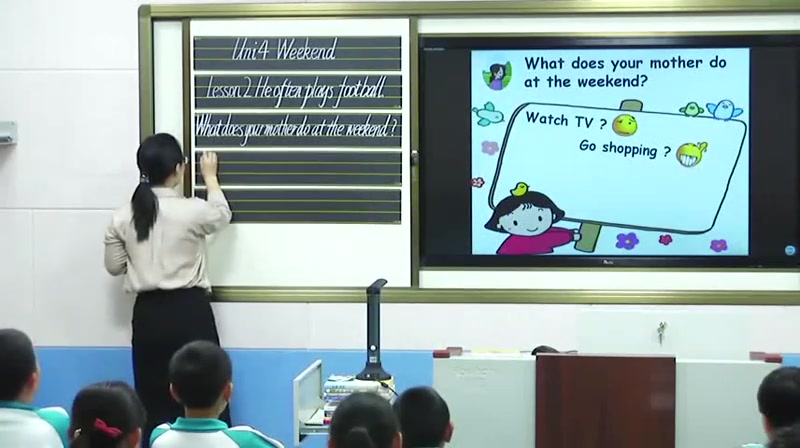 Uni4 Weekend
Lesson 2 He often plays football.
What does your mother do at the weekend?
What does your mother do
at the weekend?
Watch TV ?
Go shopping ?